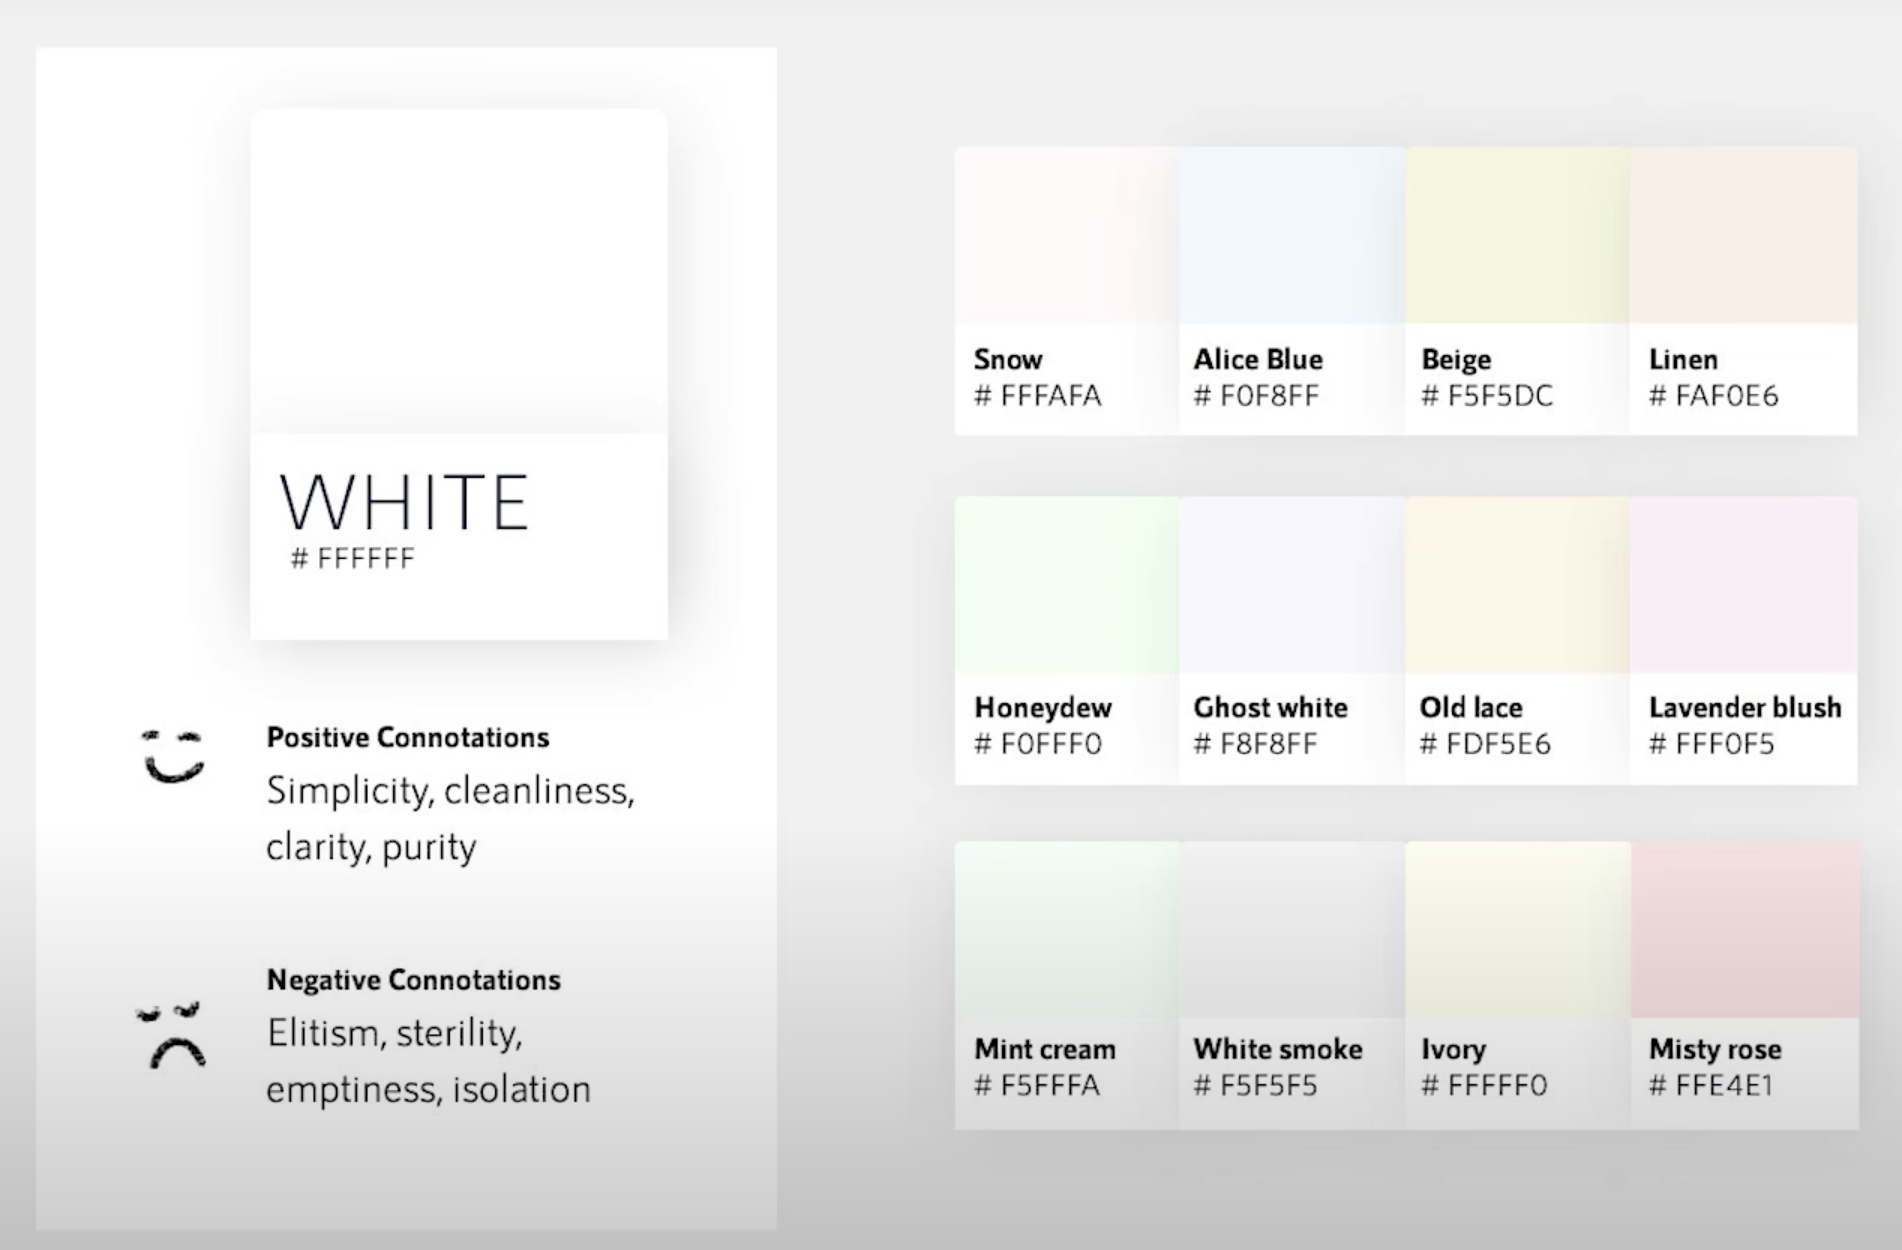 WHITE
# FFFFFF
Positive Connotations
Simplicity, cleanliness,
clarity, purity
Negative Connotations
Elitism, sterility,
emptiness, isolation
Snow
# FFFAFA
Alice Blue
# F0F8FF
Beige
# F5F5DC
Linen
# FAF0E6
Honeydew
# F0FFF0
Ghost white
# F8F8FF
Old lace
# FDF5E6
Lavender blush
# FFF0F5
Mint cream
# F5FFFA
White smoke
# F5F5F5
Ivory
# FFFFF0
Misty rose
# FFE4E1